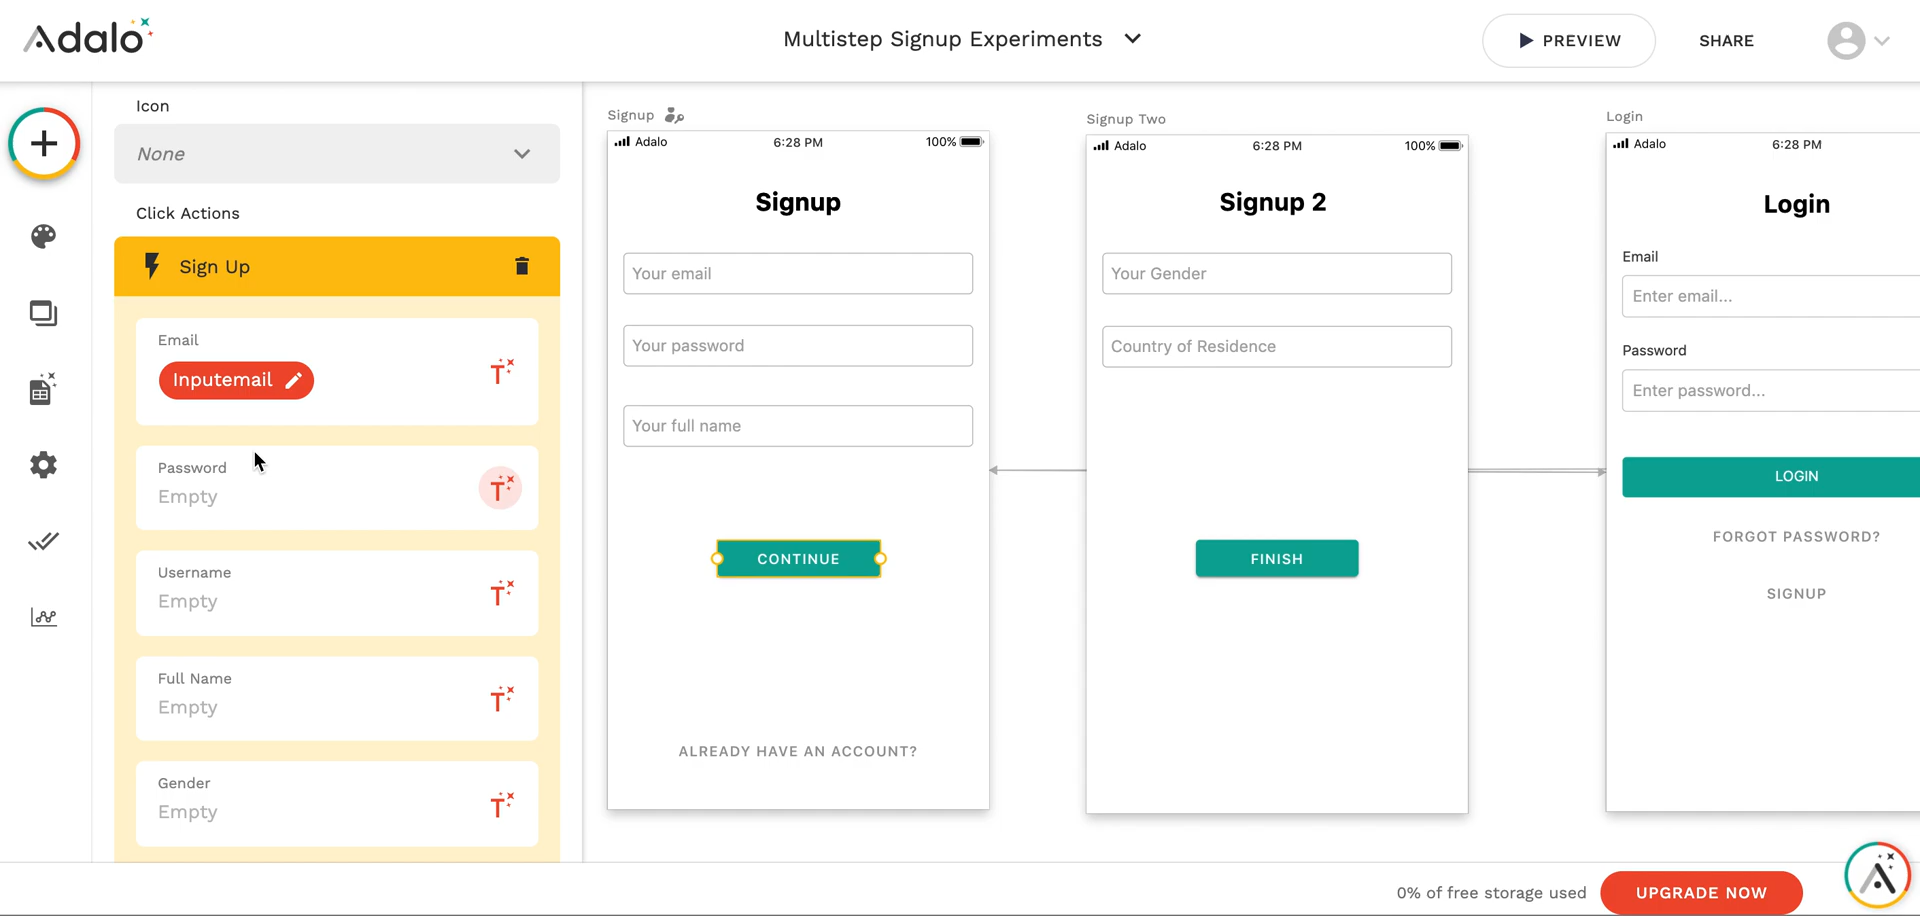 Adalo
Multistep Signup Experiments
PREVIEW
SHARE
Icon
None
Click Actions
Sign Up
Email
Inputemail
Password
Empty
Username
Empty
Full Name
Empty
Gender
Empty
Signup
Adalo 6:28 PM 100%
Signup
Your email
Your password
Your full name
CONTINUE
ALREADY HAVE AN ACCOUNT?
Signup Two
Adalo 6:28 PM 100%
Signup 2
Your Gender
Country of Residence
FINISH
Login
Adalo 6:28 PM
Login
Email
Enter email...
Password
Enter password...
LOGIN
FORGOT PASSWORD?
SIGNUP
0% of free storage used
UPGRADE NOW